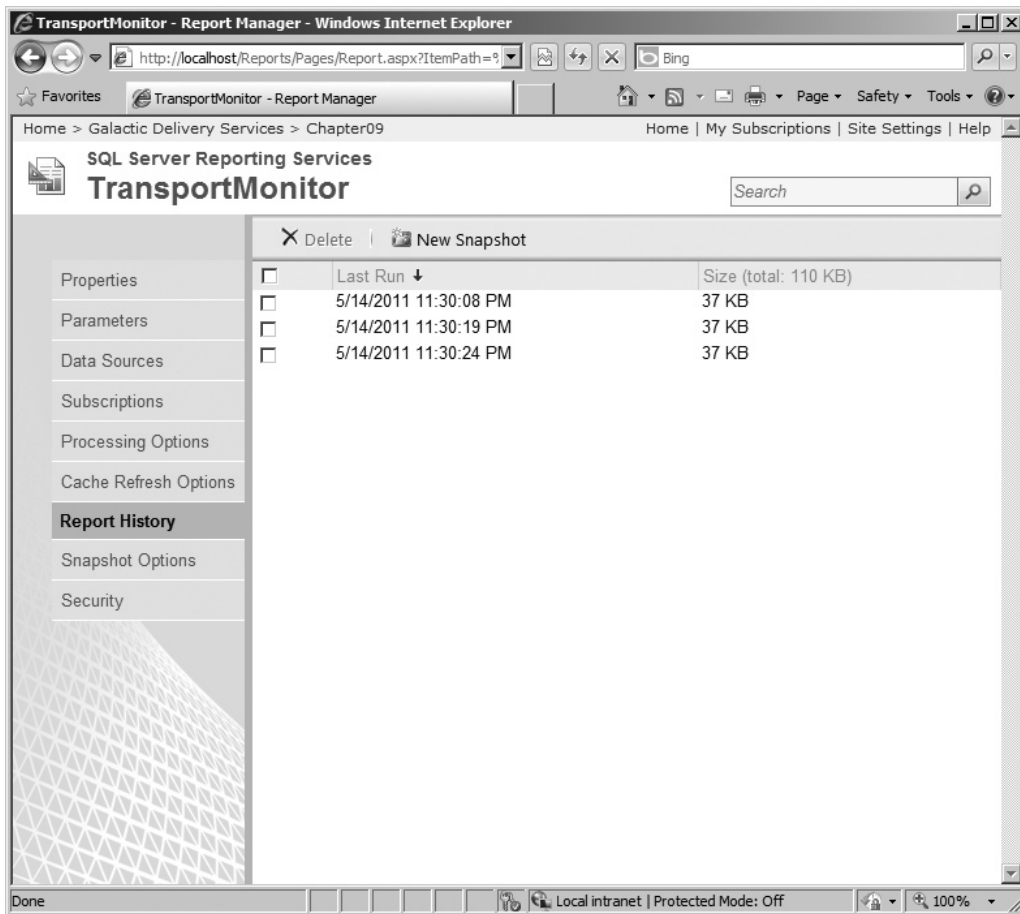 TransportMonitor - Report Manager - Windows Internet Explorer
http://localhost/Reports/Pages/Report.aspx?ItemPath=%
Bing
Favorites
TransportMonitor - Report Manager
Page
Safety
Tools
Home > Galactic Delivery Services > Chapter09
Home | My Subscriptions | Site Settings | Help
SQL Server Reporting Services
TransportMonitor
Search
Delete | New Snapshot
Properties
Parameters
Data Sources
Subscriptions
Processing Options
Cache Refresh Options
Report History
Snapshot Options
Security
Last Run Size (total: 110 KB)
5/14/2011 11:30:08 PM 37 KB
5/14/2011 11:30:19 PM 37 KB
5/14/2011 11:30:24 PM 37 KB
Done
Local intranet | Protected Mode: Off
100%